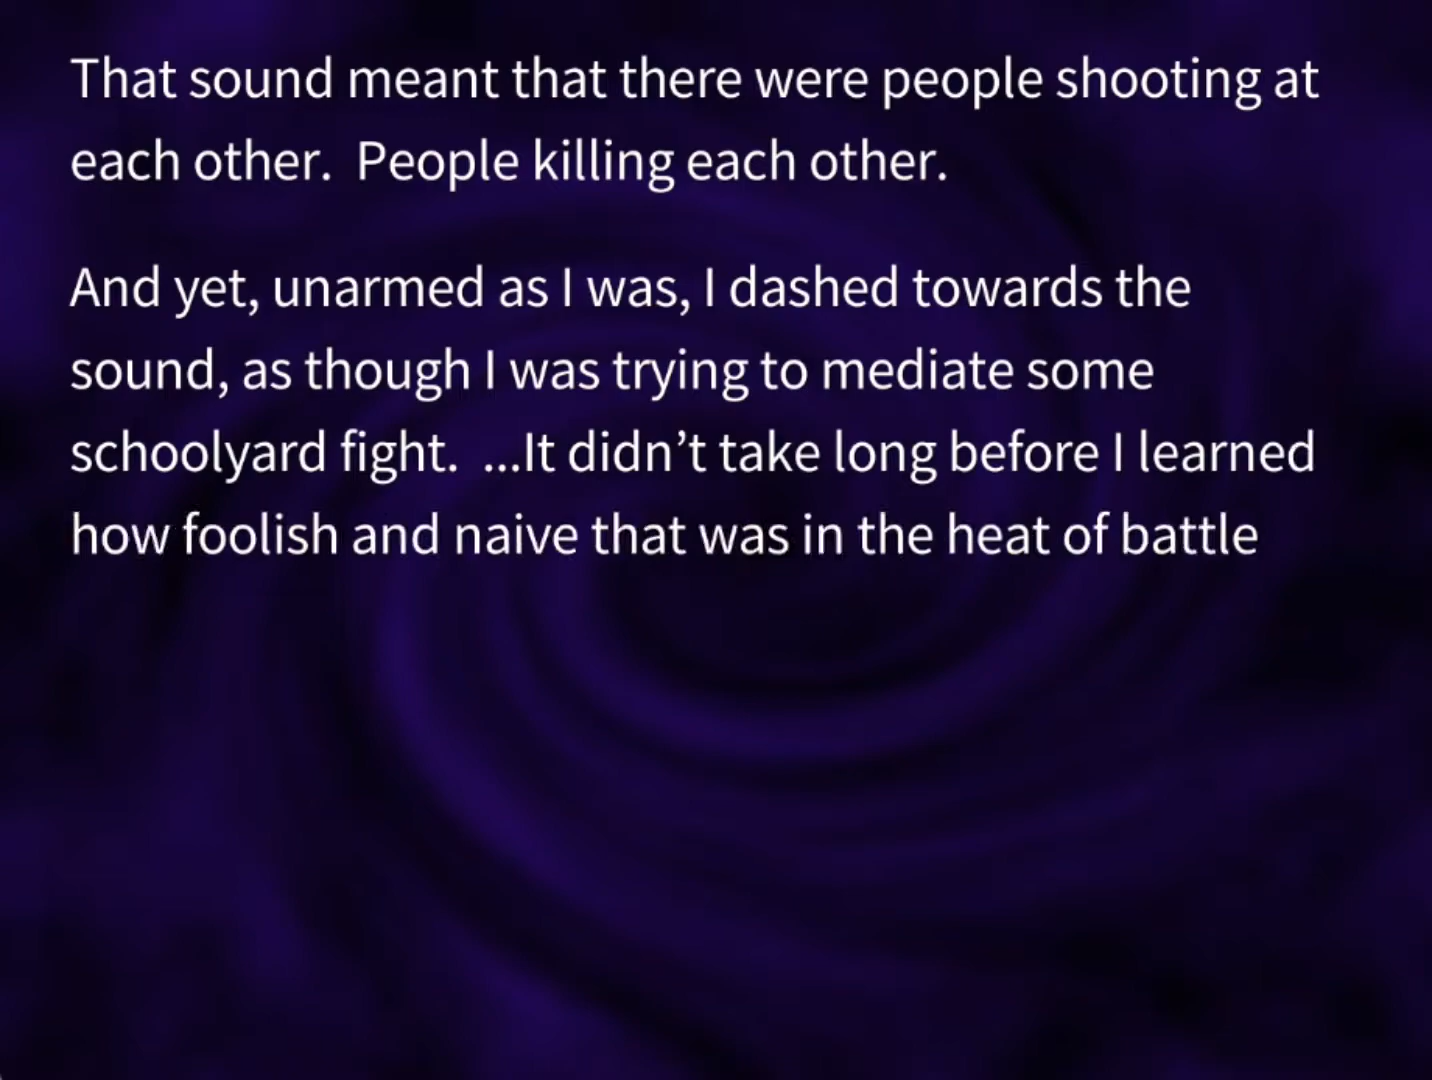 That sound meant that there were people shooting at
each other.  People killing each other.
And yet, unarmed as I was, I dashed towards the
sound, as though I was trying to mediate some
schoolyard fight.  ...It didn’t take long before I learned
how foolish and naive that was in the heat of battle